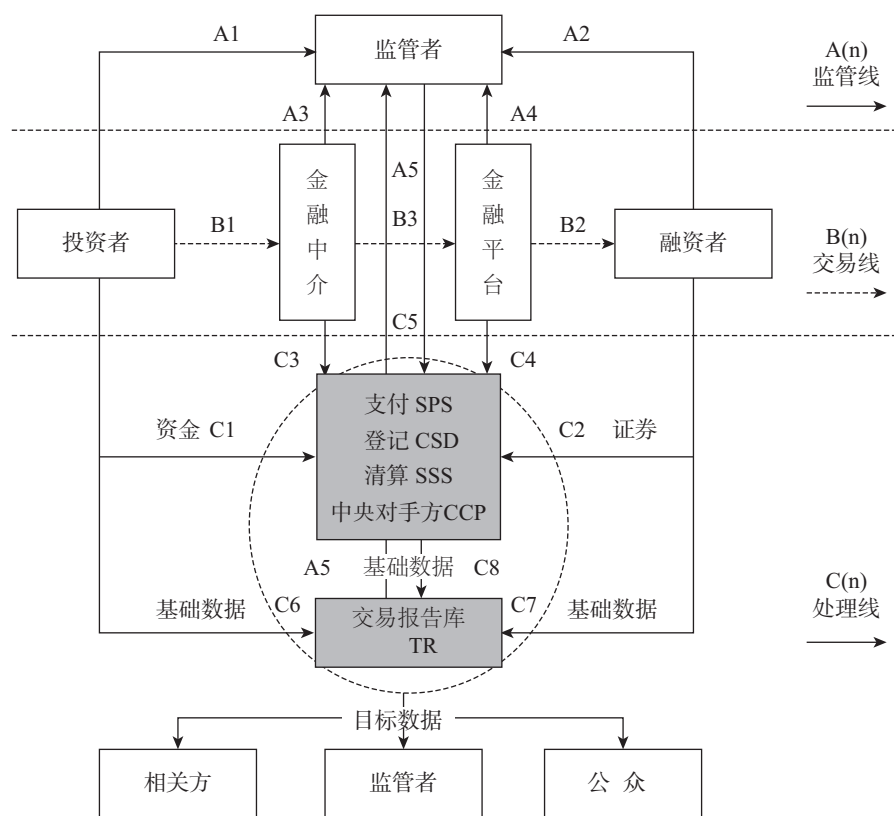 A1
监管者
A2
A(n)
监管线
A3
A4
A5
金融中介
金融平台
投资者
B1
B3
B2
融资者
B(n)
交易线
C5
C3
C4
支付 SPS
登记 CSD
清算 SSS
中央对手方CCP
资金 C1
C2 证券
A5
基础数据
C8
C(n)
处理线
基础数据
C6
交易报告库
TR
C7
基础数据
目标数据
相关方
监管者
公 众